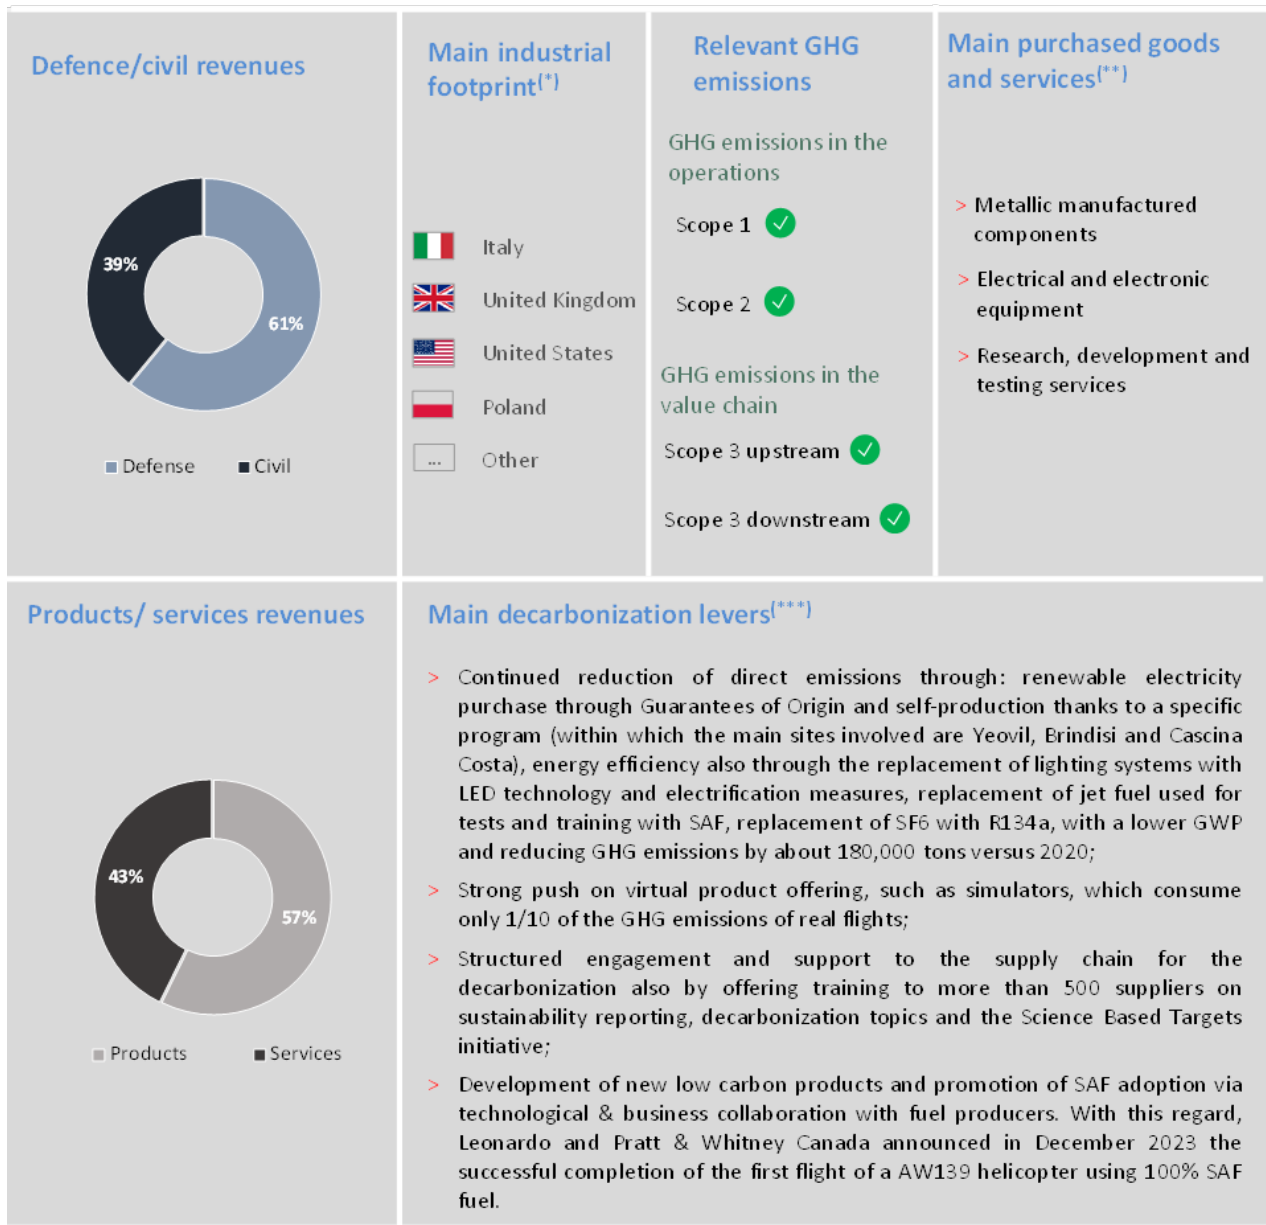 Defence/civil revenues
39%
61%
Defense
Civil
Main industrial
footprint(*)
Italy
United Kingdom
United States
Poland
...
Other
Relevant GHG
emissions
GHG emissions in the
operations
Scope 1
Scope 2
GHG emissions in the
value chain
Scope 3 upstream
Scope 3 downstream
Main purchased goods
and services(**)
> Metallic manufactured
components
> Electrical and electronic
equipment
> Research, development and
testing services
Products/ services revenues
43%
57%
Products
Services
Main decarbonization levers(***)
> Continued reduction of direct emissions through: renewable electricity
purchase through Guarantees of Origin and self-production thanks to a specific
program (within which the main sites involved are Yeovil, Brindisi and Cascina
Costa), energy efficiency also through the replacement of lighting systems with
LED technology and electrification measures, replacement of jet fuel used for
tests and training with SAF, replacement of SF6 with R134a, with a lower GWP
and reducing GHG emissions by about 180,000 tons versus 2020;
> Strong push on virtual product offering, such as simulators, which consume
only 1/10 of the GHG emissions of real flights;
> Structured engagement and support to the supply chain for the
decarbonization also by offering training to more than 500 suppliers on
sustainability reporting, decarbonization topics and the Science Based Targets
initiative;
> Development of new low carbon products and promotion of SAF adoption via
technological & business collaboration with fuel producers. With this regard,
Leonardo and Pratt & Whitney Canada announced in December 2023 the
successful completion of the first flight of a AW139 helicopter using 100% SAF
fuel.